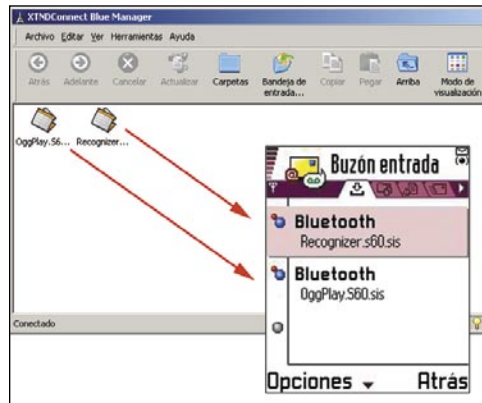 XTNDConnect Blue Manager
Archivo Editar Ver Herramientas Ayuda
Atrás Adelante Cancelar Actualizar Carpetas Bandeja de entrada... Copiar Pegar Arriba Modo de visualización
OggPlay.S6... Recognizer...
Buzón entrada
Bluetooth
Recognizer.s60.sis
Bluetooth
OggPlay.S60.sis
Conectado
Opciones Atrás